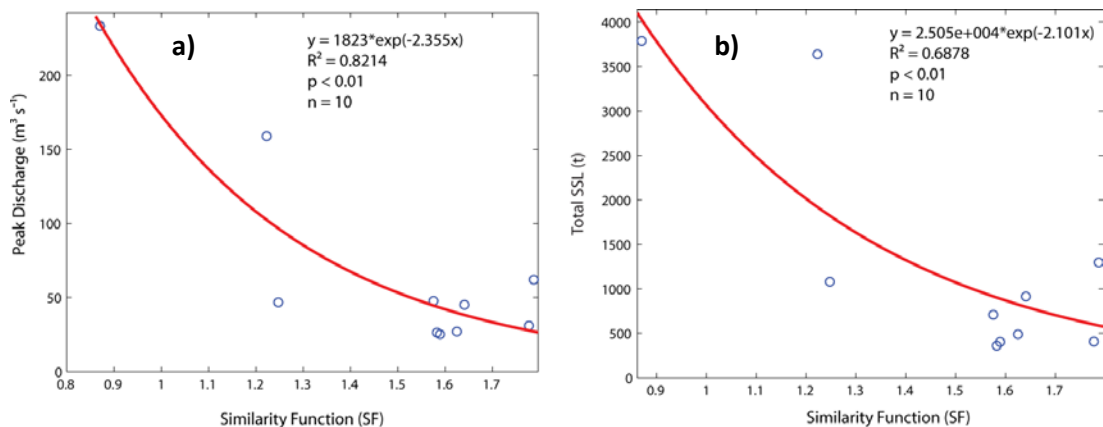 a)
y = 1823*exp(-2.355x)
R² = 0.8214
p < 0.01
n = 10
Peak Discharge (m³ s⁻¹)
200
150
100
50
0
0.8 0.9 1 1.1 1.2 1.3 1.4 1.5 1.6 1.7
Similarity Function (SF)
b)
y = 2.505e+004*exp(-2.101x)
R² = 0.6878
p < 0.01
n = 10
Total SSL (t)
4000
3500
3000
2500
2000
1500
1000
500
0
0.9 1 1.1 1.2 1.3 1.4 1.5 1.6 1.7
Similarity Function (SF)